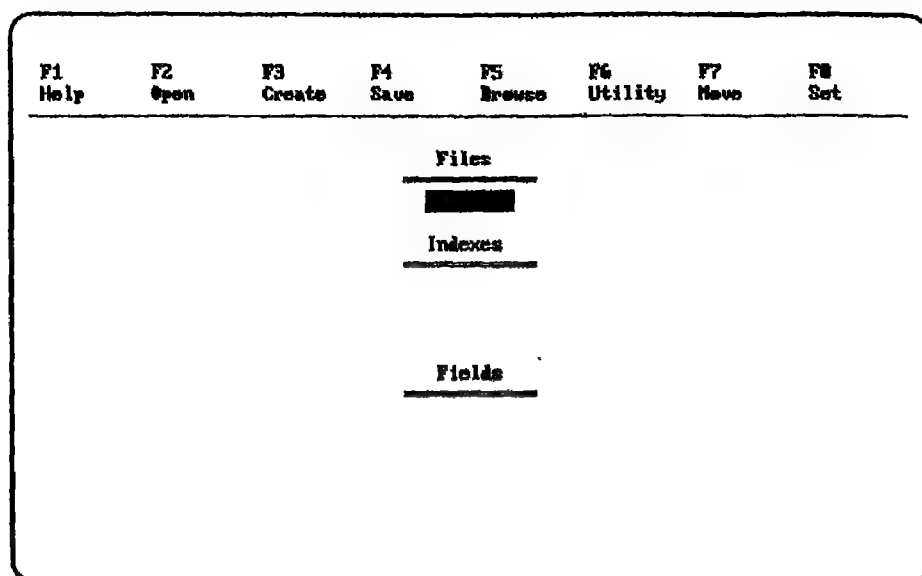 F1 F2 F3 F4 F5 F6 F7 F8
Help Open Create Save Browse Utility Move Set
Files
Indexes
Fields